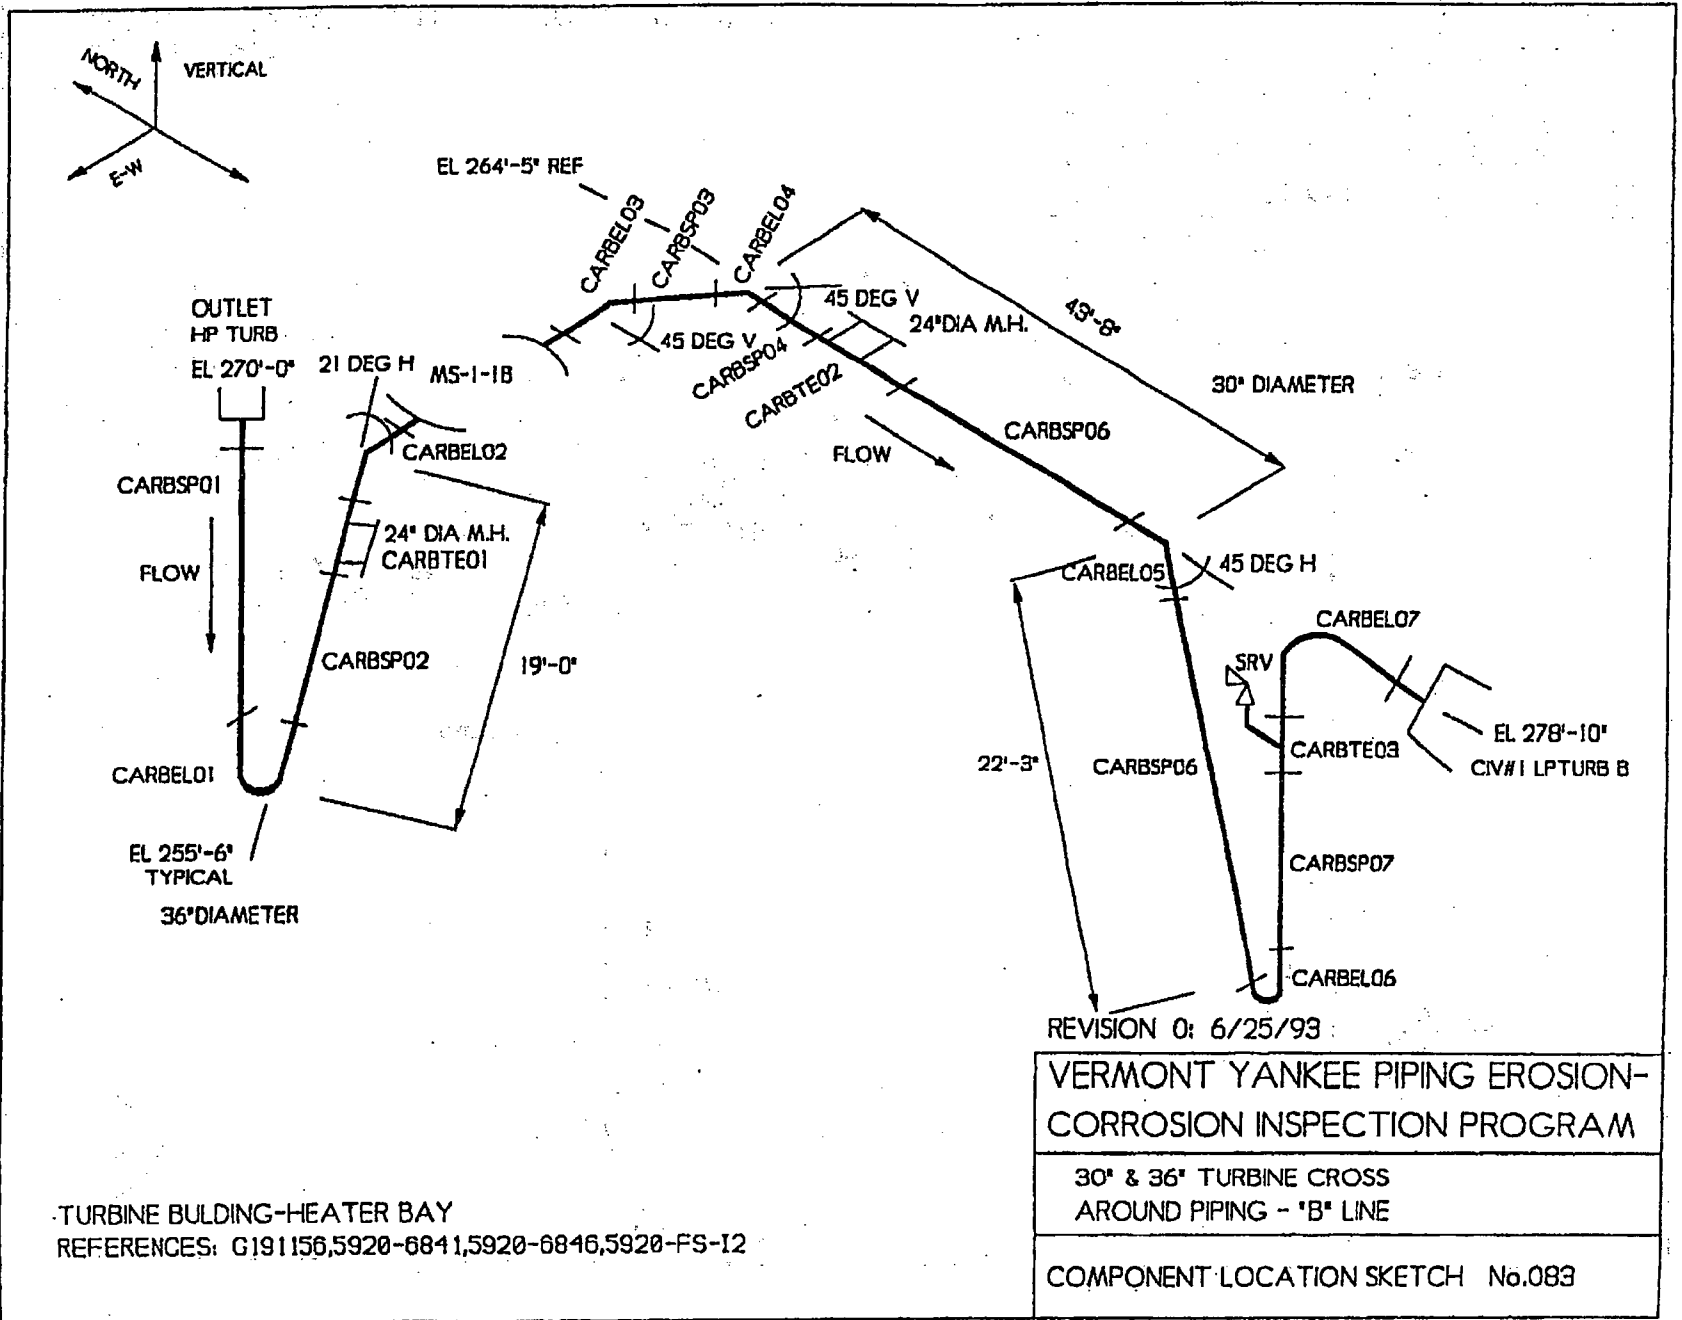 NORTH
VERTICAL
E-W
EL 264'-5" REF
CARBEL03
CARBSP03
CARBEL04
OUTLET
HP TURB
EL 270'-0"
21 DEG H
MS-1-1B
45 DEG V
45 DEG V
24"DIA M.H.
43'-8"
30" DIAMETER
CARBSP04
CARBTE02
CARBSP06
FLOW
CARBEL02
CARBSP01
24" DIA M.H.
CARBTE01
FLOW
CARBSP02
19'-0"
CARBEL05
45 DEG H
CARBEL07
SRV
EL 278'-10"
CIV#1 LPTURB B
CARBTE03
22'-3"
CARBSP06
CARBEL01
EL 255'-6"
TYPICAL
36"DIAMETER
CARBSP07
CARBEL06
REVISION 0: 6/25/93
VERMONT YANKEE PIPING EROSION-
CORROSION INSPECTION PROGRAM
30" & 36" TURBINE CROSS
AROUND PIPING - "B" LINE
COMPONENT LOCATION SKETCH No.083
TURBINE BULDING-HEATER BAY
REFERENCES: G191156,5920-6841,5920-6846,5920-FS-I2